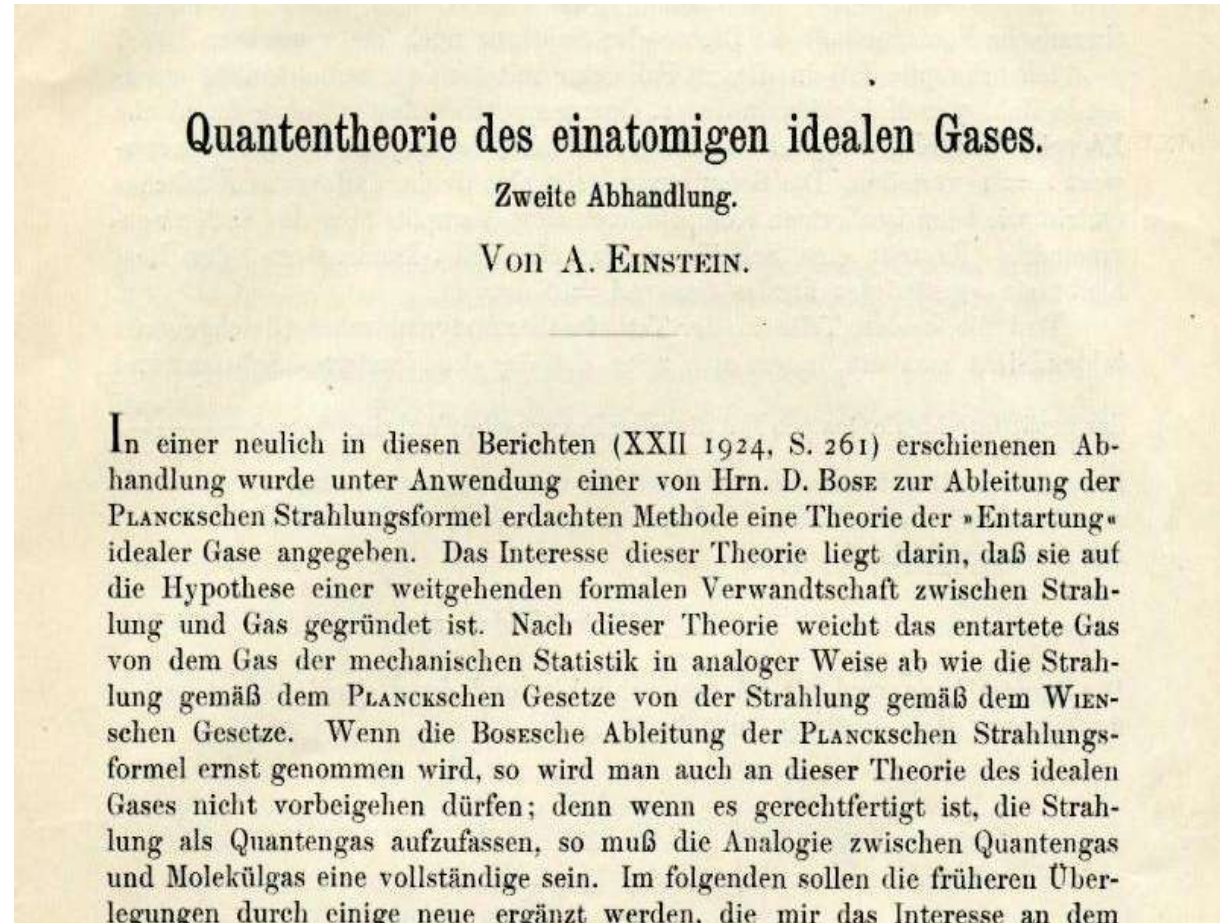 Quantentheorie des einatomigen idealen Gases.
Zweite Abhandlung.
Von A. Einstein.
In einer neulich in diesen Berichten (XXII 1924, S. 261) erschienenen Ab-
handlung wurde unter Anwendung einer von Hrn. D. Bose zur Ableitung der
Planckschen Strahlungsformel erdachten Methode eine Theorie der »Entartung«
idealer Gase angegeben. Das Interesse dieser Theorie liegt darin, daß sie auf
die Hypothese einer weitgehenden formalen Verwandtschaft zwischen Strah-
lung und Gas gegründet ist. Nach dieser Theorie weicht das entartete Gas
von dem Gas der mechanischen Statistik in analoger Weise ab wie die Strah-
lung gemäß dem Planckschen Gesetze von der Strahlung gemäß dem Wien-
schen Gesetze. Wenn die Bosesche Ableitung der Planckschen Strahlungs-
formel ernst genommen wird, so wird man auch an dieser Theorie des idealen
Gases nicht vorbeigehen dürfen; denn wenn es gerechtfertigt ist, die Strah-
lung als Quantengas aufzufassen, so muß die Analogie zwischen Quantengas
und Molekülgas eine vollständige sein. Im folgenden sollen die früheren Über-
legungen durch einige neue ergänzt werden, die mir das Interesse an dem